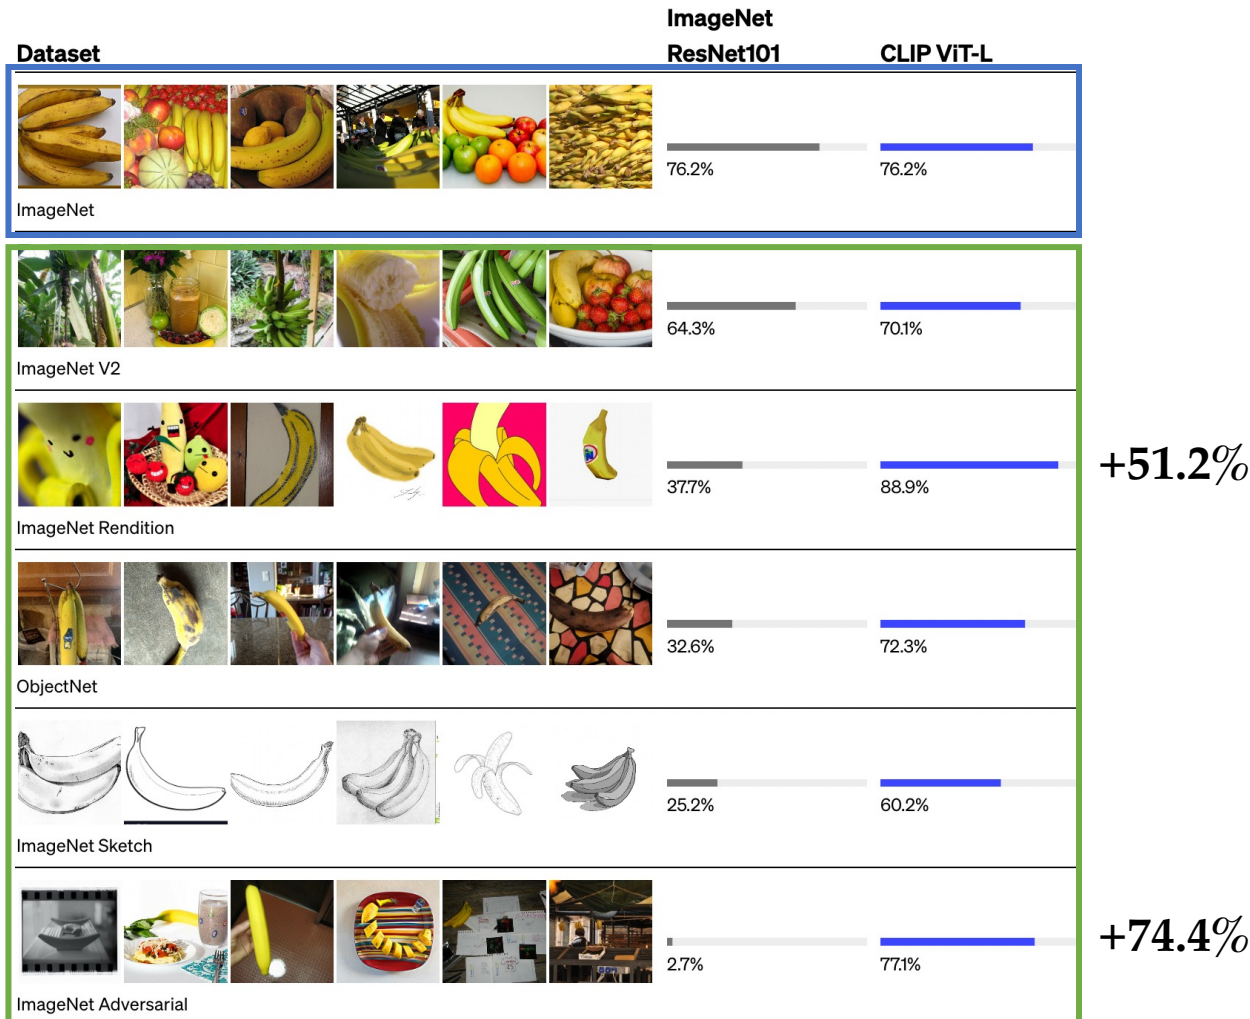 ImageNet
Dataset ResNet101 CLIP ViT-L
76.2% 76.2%
ImageNet
64.3% 70.1%
ImageNet V2
+51.2%
37.7% 88.9%
ImageNet Rendition
32.6% 72.3%
ObjectNet
25.2% 60.2%
ImageNet Sketch
+74.4%
2.7% 77.1%
ImageNet Adversarial